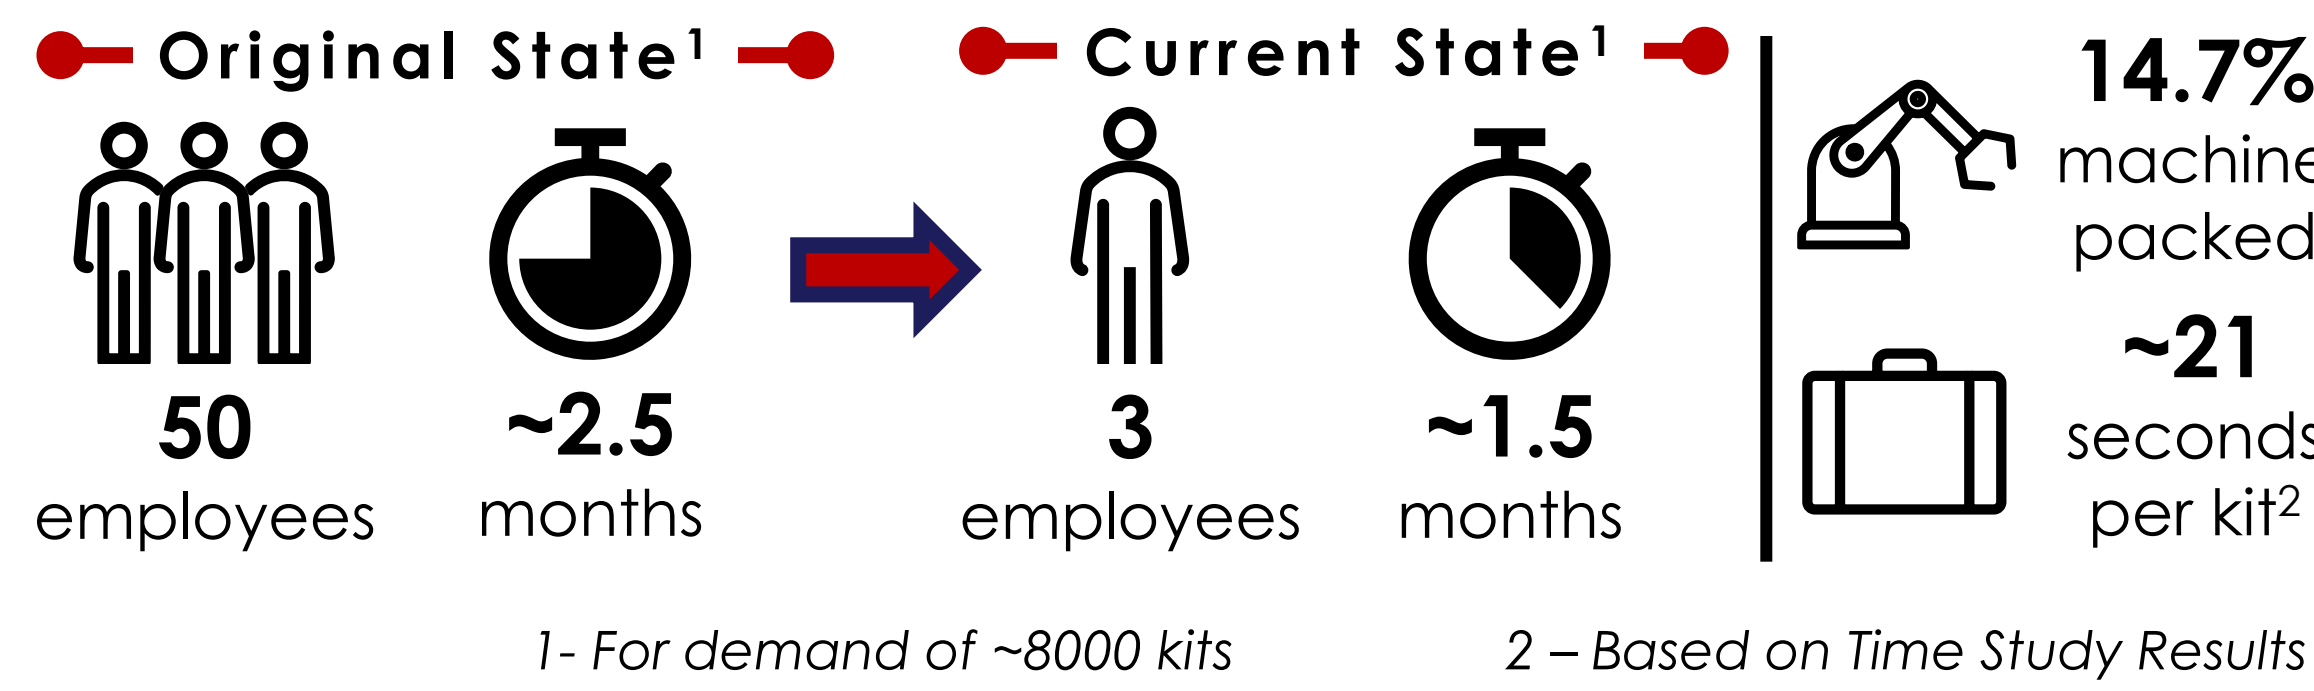 Original State¹
50
employees
~2.5
months
Current State¹
3
employees
~1.5
months
14.7%
machine
packed
~21
seconds
per kit²
1- For demand of ~8000 kits
2 – Based on Time Study Results